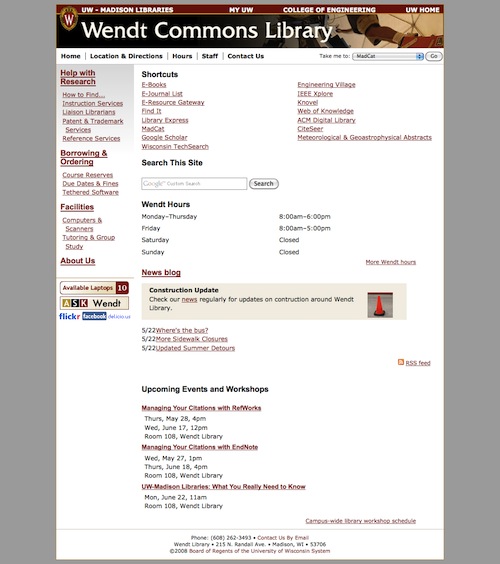 UW - MADISON LIBRARIES MY UW COLLEGE OF ENGINEERING UW HOME
W
Wendt Commons Library
Home Location & Directions Hours Staff Contact Us Take me to: MadCat Go
Help with
Research
How to Find...
Instruction Services
Liaison Librarians
Patent & Trademark
Services
Reference Services
Borrowing &
Ordering
Course Reserves
Due Dates & Fines
Tethered Software
Facilities
Computers &
Scanners
Tutoring & Group
Study
About Us
Available Laptops 10
ASK Wendt
flickr facebook del.icio.us
Shortcuts
E-Books
E-Journal List
E-Resource Gateway
Find It
Library Express
MadCat
Google Scholar
Wisconsin TechSearch
Engineering Village
IEEE Xplore
Knovel
Web of Knowledge
ACM Digital Library
CiteSeer
Meteorological & Geoastrophysical Abstracts
Search This Site
Google™ Custom Search Search
Wendt Hours
Monday–Thursday 8:00am–6:00pm
Friday 8:00am–5:00pm
Saturday Closed
Sunday Closed
More Wendt hours
News blog
Construction Update
Check our news regularly for updates on contruction around Wendt
Library.
5/22Where's the bus?
5/22More Sidewalk Closures
5/22Updated Summer Detours
RSS feed
Upcoming Events and Workshops
Managing Your Citations with RefWorks
Thurs, May 28, 4pm
Wed, June 17, 12pm
Room 108, Wendt Library
Managing Your Citations with EndNote
Wed, May 27, 1pm
Thurs, June 18, 4pm
Room 108, Wendt Library
UW-Madison Libraries: What You Really Need to Know
Mon, June 22, 11am
Room 108, Wendt Library
Campus-wide library workshop schedule
Phone: (608) 262-3493 • Contact Us By Email
Wendt Library • 215 N. Randall Ave. • Madison, WI • 53706
©2008 Board of Regents of the University of Wisconsin System